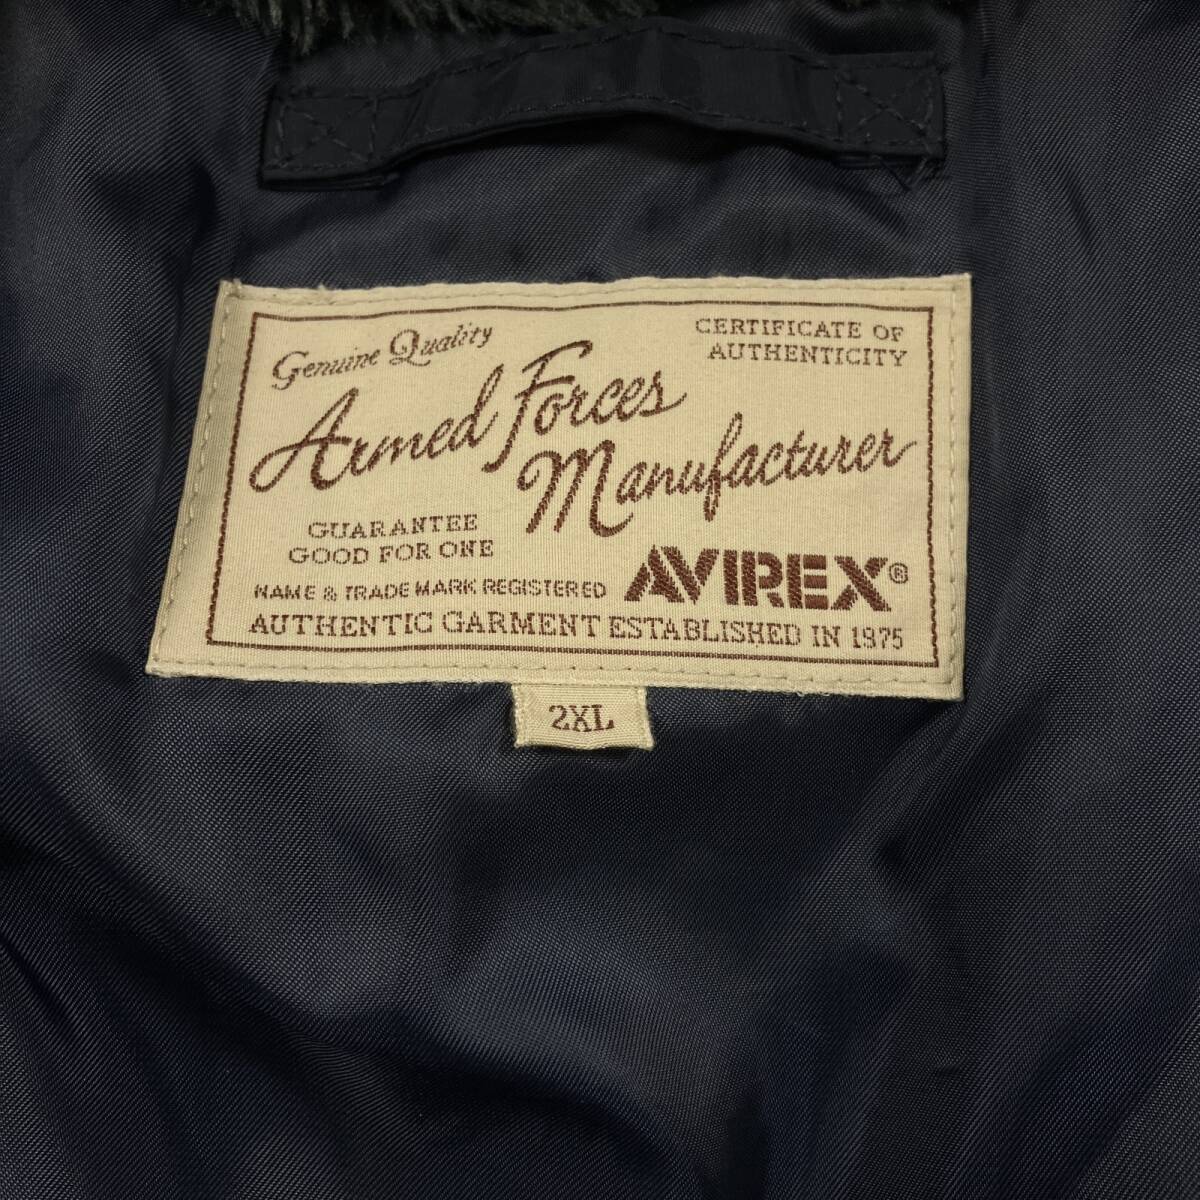 Genuine Quality
CERTIFICATE OF
AUTHENTICITY
Armed Forces
Manufacturer
GUARANTEE
GOOD FOR ONE
NAME & TRADE MARK REGISTERED
AVIREX®
AUTHENTIC GARMENT ESTABLISHED IN 1975
2XL